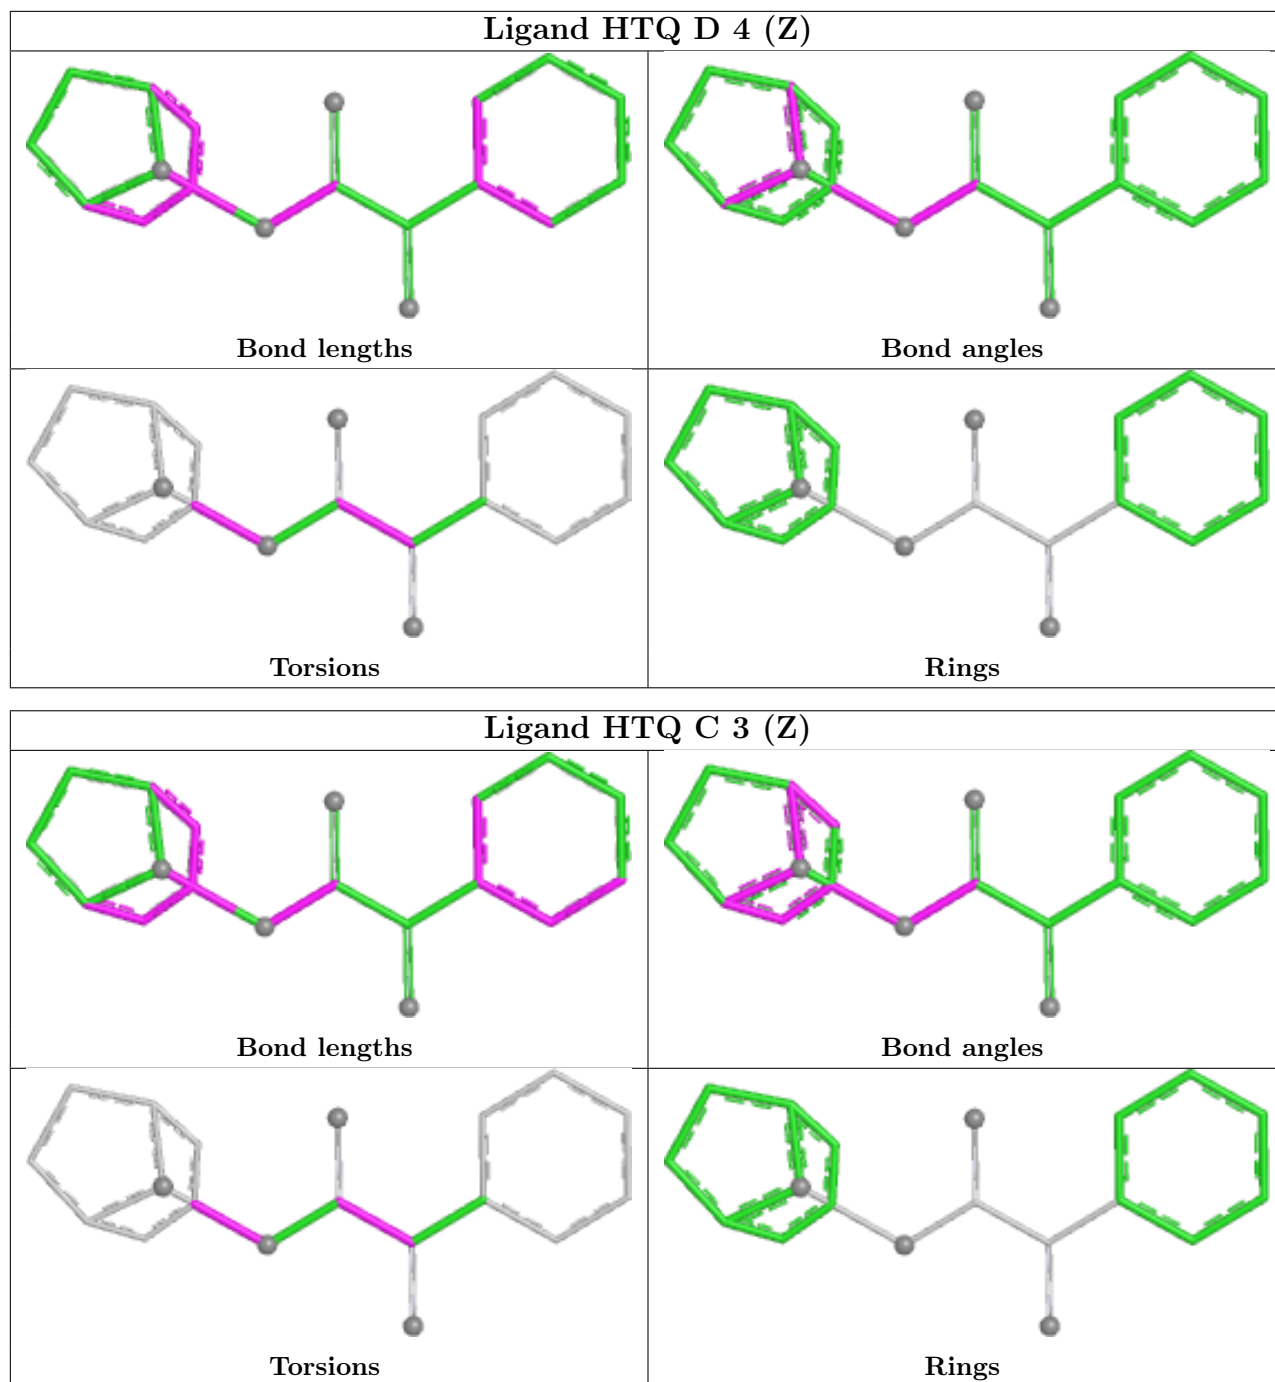 Ligand HTQ D 4 (Z)
Bond lengths
Bond angles
Torsions
Rings
Ligand HTQ C 3 (Z)
Bond lengths
Bond angles
Torsions
Rings